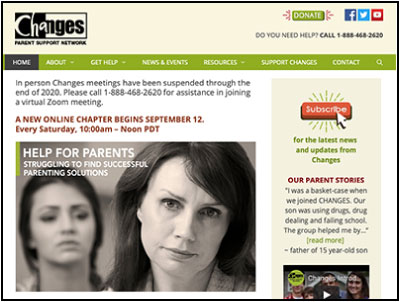 Changes
PARENT SUPPORT NETWORK
DONATE
DO YOU NEED HELP? CALL 1-888-468-2620
HOME ABOUT GET HELP NEWS & EVENTS RESOURCES SUPPORT CHANGES CONTACT
In person Changes meetings have been suspended through the
end of 2020. Please call 1-888-468-2620 for assistance in joining
a virtual Zoom meeting.
A NEW ONLINE CHAPTER BEGINS SEPTEMBER 12.
Every Saturday, 10:00am – Noon PDT
HELP FOR PARENTS
STRUGGLING TO FIND SUCCESSFUL
PARENTING SOLUTIONS
Subscribe
for the latest news
and updates from
Changes
OUR PARENT STORIES
"I was a basket-case when
we joined CHANGES. Our
son was using drugs, drug
dealing and failing school.
The group helped me by..."
[read more]
~ father of 15 year-old son
Changes Introd...